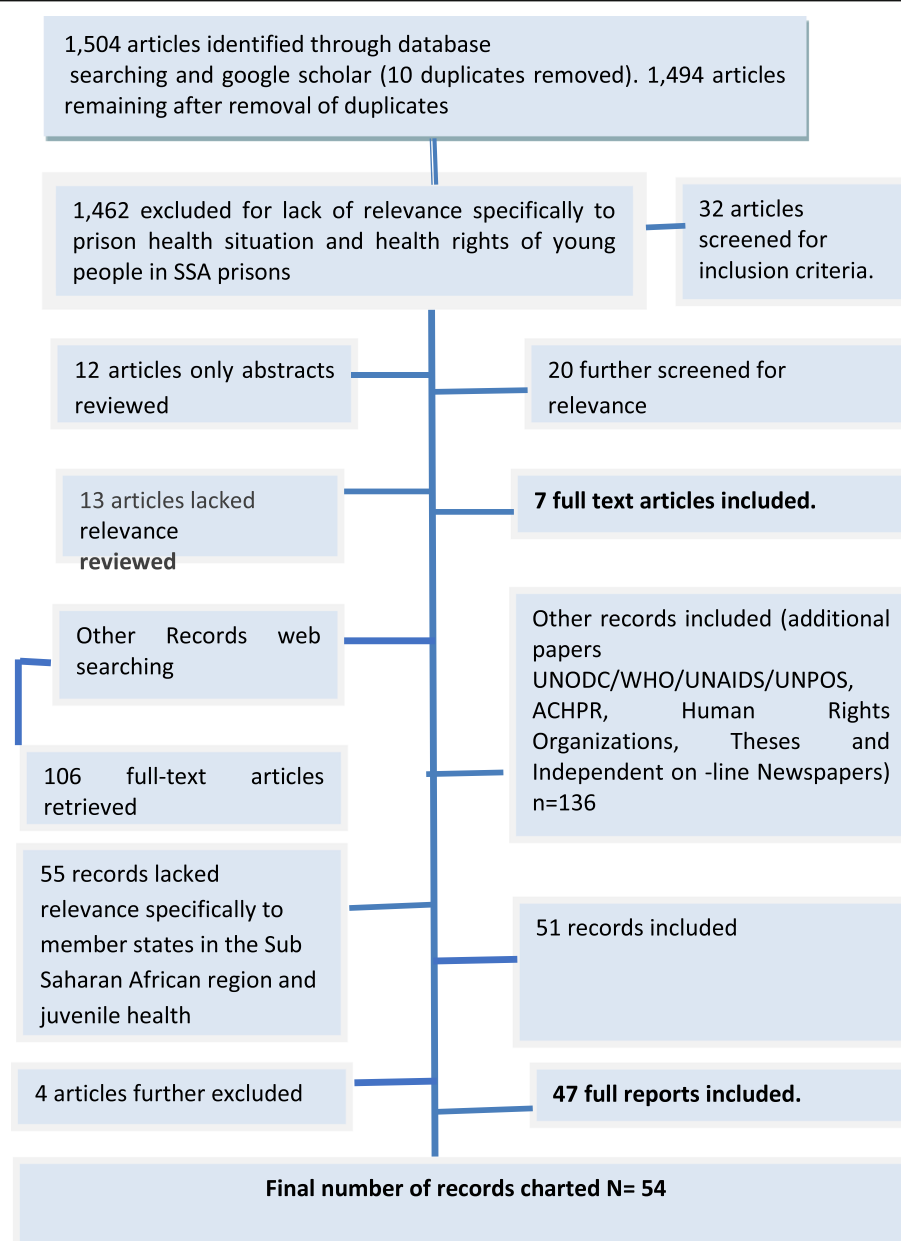 1,504 articles identified through database
searching and google scholar (10 duplicates removed). 1,494 articles
remaining after removal of duplicates
1,462 excluded for lack of relevance specifically to
prison health situation and health rights of young
people in SSA prisons
32 articles
screened for
inclusion criteria.
12 articles only abstracts
reviewed
20 further screened for
relevance
13 articles lacked
relevance
reviewed
7 full text articles included.
Other Records web
searching
Other records included (additional
papers
UNODC/WHO/UNAIDS/UNPOS,
ACHPR, Human Rights
Organizations, Theses and
Independent on -line Newspapers)
n=136
106 full-text articles
retrieved
55 records lacked
relevance specifically to
member states in the Sub
Saharan African region and
juvenile health
51 records included
4 articles further excluded
47 full reports included.
Final number of records charted N= 54